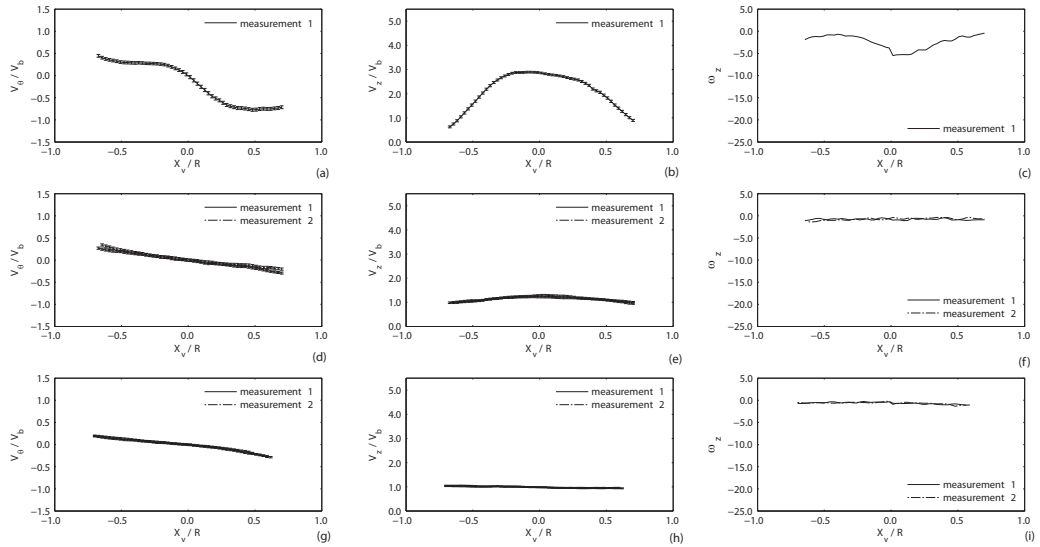 1.5
1.0
0.5
0.0
−0.5
−1.0
−1.5
V_θ / V_b
measurement 1
−1.0 −0.5 0.0 0.5 1.0
X_v / R
(a)
5.0
4.0
3.0
2.0
1.0
0.0
V_z / V_b
measurement 1
−1.0 −0.5 0.0 0.5 1.0
X_v / R
(b)
5.0
0.0
−5.0
−10.0
−15.0
−20.0
−25.0
ω_z
measurement 1
−1.0 −0.5 0.0 0.5 1.0
X_v / R
(c)
1.5
1.0
0.5
0.0
−0.5
−1.0
−1.5
V_θ / V_b
measurement 1
measurement 2
−1.0 −0.5 0.0 0.5 1.0
X_v / R
(d)
5.0
4.0
3.0
2.0
1.0
0.0
V_z / V_b
measurement 1
measurement 2
−1.0 −0.5 0.0 0.5 1.0
X_v / R
(e)
5.0
0.0
−5.0
−10.0
−15.0
−20.0
−25.0
ω_z
measurement 1
measurement 2
−1.0 −0.5 0.0 0.5 1.0
X_v / R
(f)
1.5
1.0
0.5
0.0
−0.5
−1.0
−1.5
V_θ / V_b
measurement 1
measurement 2
−1.0 −0.5 0.0 0.5 1.0
X_v / R
(g)
5.0
4.0
3.0
2.0
1.0
0.0
V_z / V_b
measurement 1
measurement 2
−1.0 −0.5 0.0 0.5 1.0
X_v / R
(h)
5.0
0.0
−5.0
−10.0
−15.0
−20.0
−25.0
ω_z
measurement 1
measurement 2
−1.0 −0.5 0.0 0.5 1.0
X_v / R
(i)